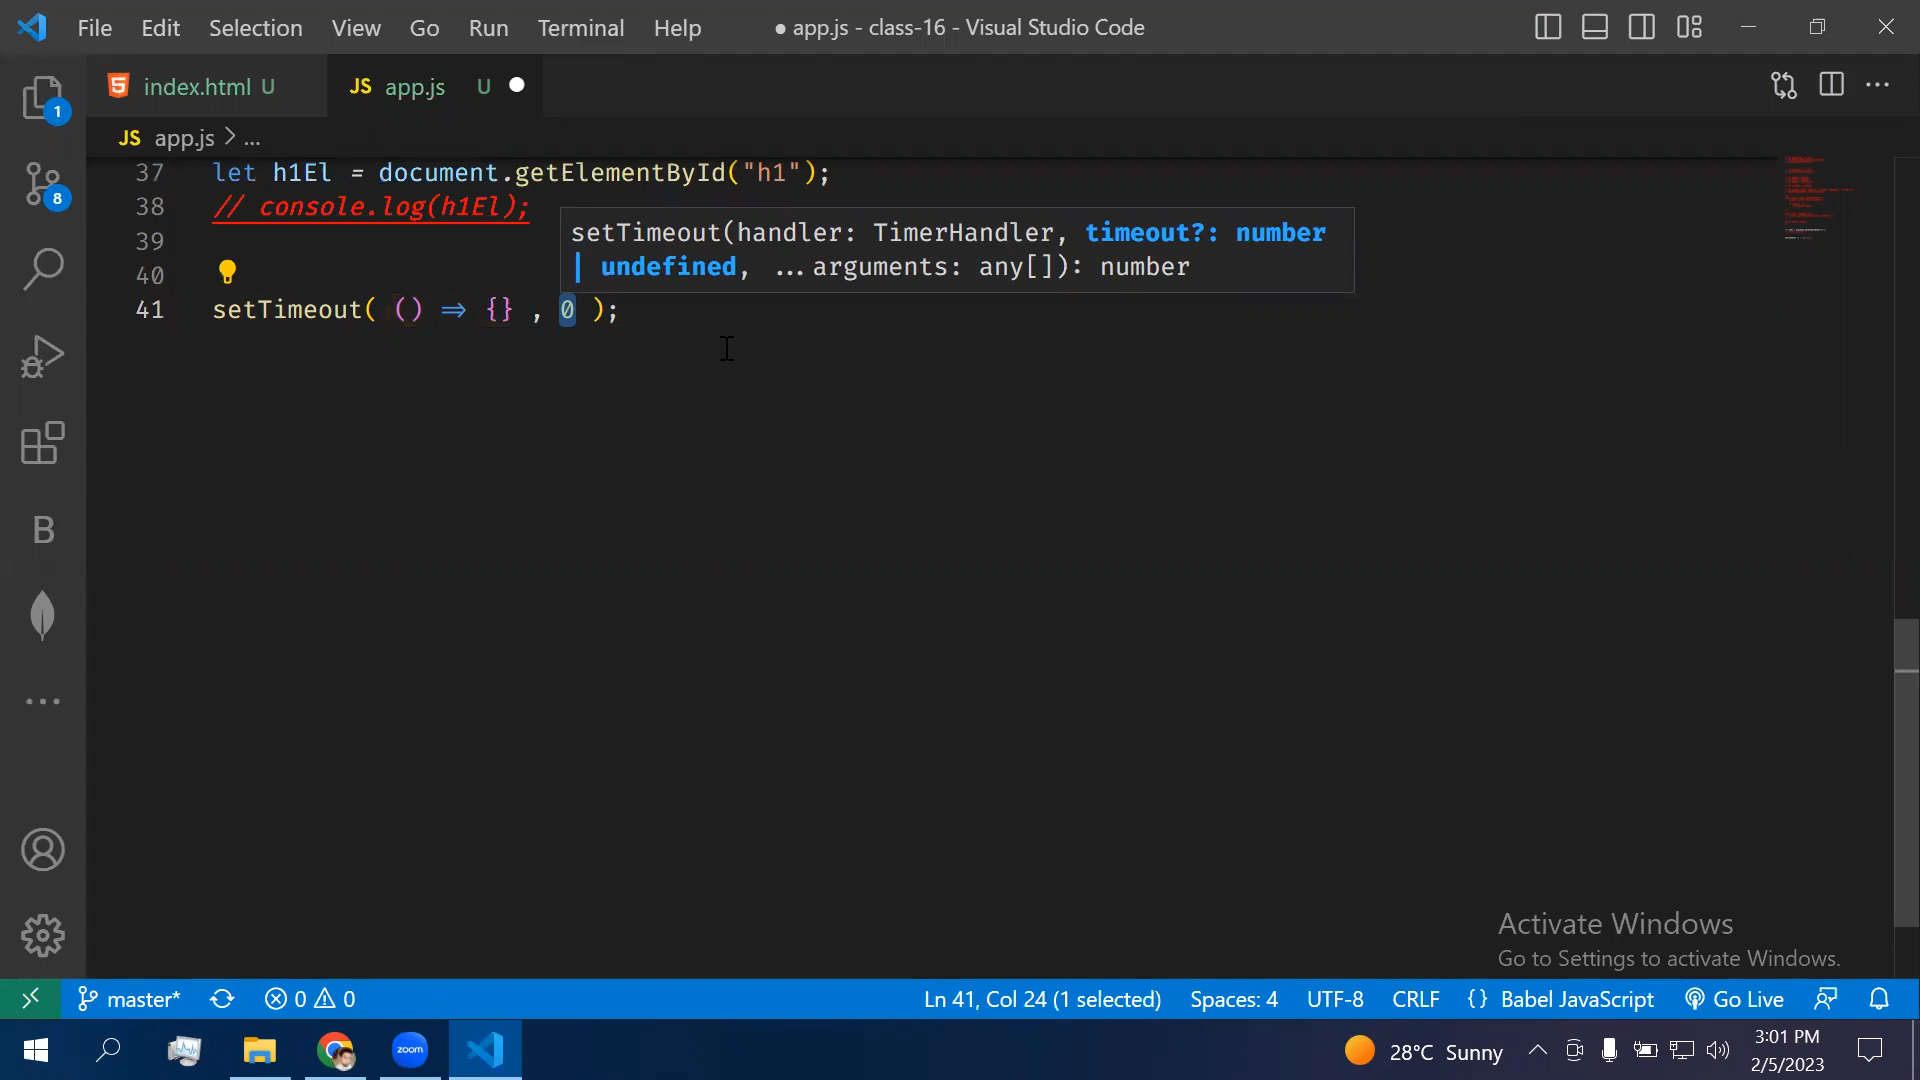 File Edit Selection View Go Run Terminal Help
● app.js - class-16 - Visual Studio Code
index.html U
JS app.js U
JS app.js > ...
1
8
B
37 let h1El = document.getElementById("h1");
38 // console.log(h1El);
39
40
41 setTimeout( () => {} , 0 );
setTimeout(handler: TimerHandler, timeout?: number
| undefined, ...arguments: any[]): number
Activate Windows
Go to Settings to activate Windows.
master* 0 0 Ln 41, Col 24 (1 selected) Spaces: 4 UTF-8 CRLF {} Babel JavaScript Go Live
zoom
28°C Sunny
3:01 PM
2/5/2023